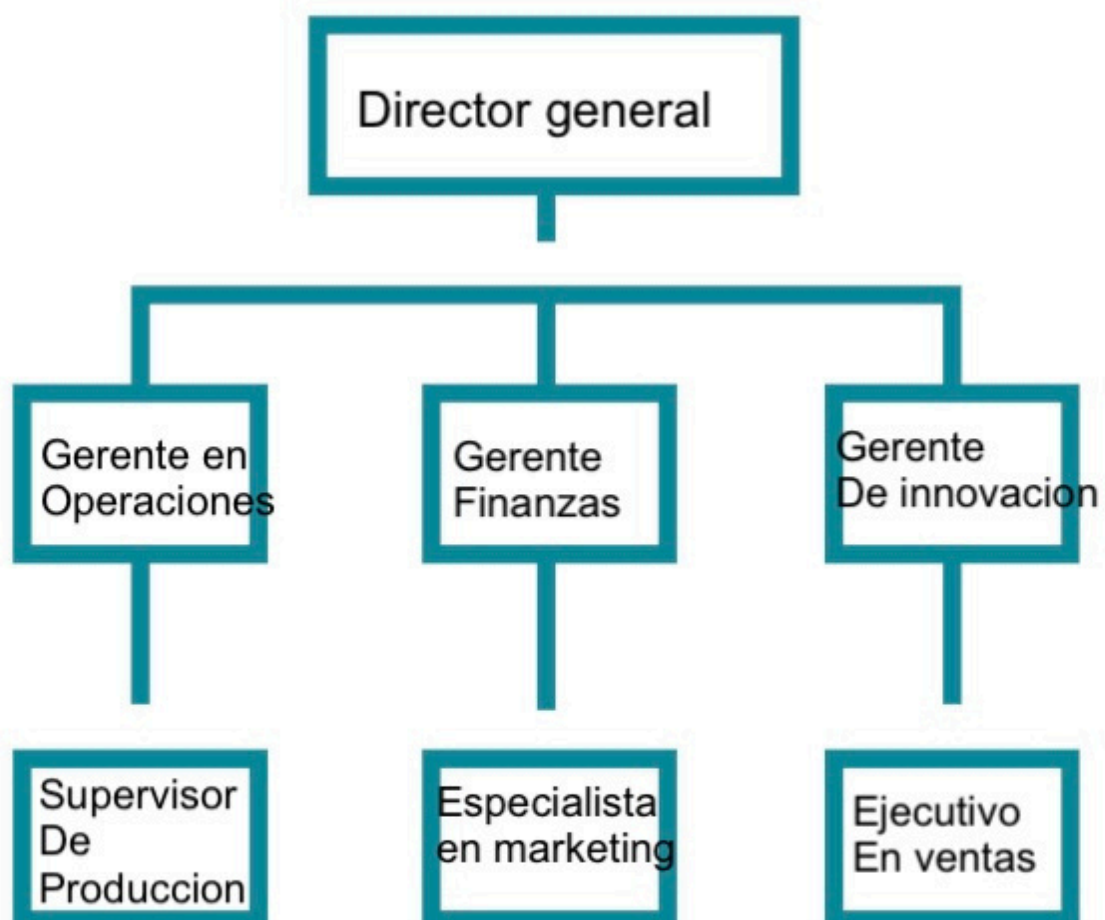 Director general
Gerente en
Operaciones
Gerente
Finanzas
Gerente
De innovacion
Supervisor
De
Produccion
Especialista
en marketing
Ejecutivo
En ventas